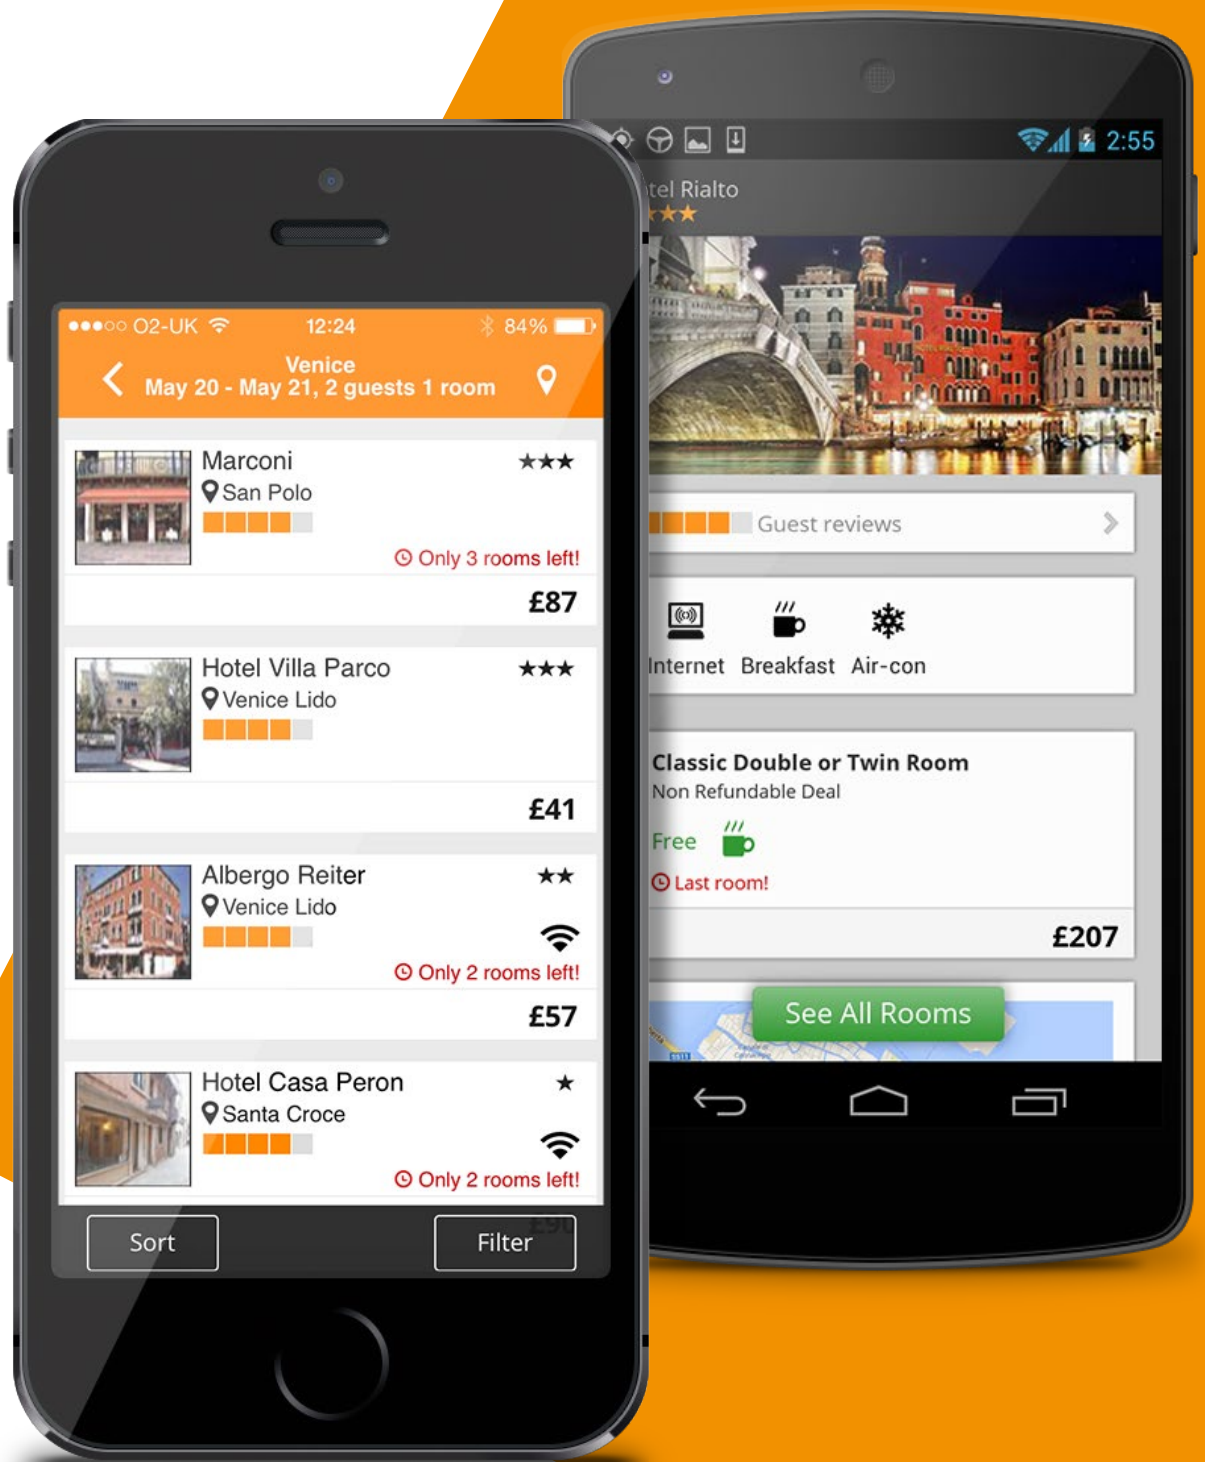 O2-UK 12:24 84%
Venice
May 20 - May 21, 2 guests 1 room
Marconi
San Polo
Only 3 rooms left!
£87
Hotel Villa Parco
Venice Lido
£41
Albergo Reiter
Venice Lido
Only 2 rooms left!
£57
Hotel Casa Peron
Santa Croce
Only 2 rooms left!
£90
Sort
Filter
2:55
tel Rialto
HOTEL RIALTO
Guest reviews
Internet Breakfast Air-con
Classic Double or Twin Room
Non Refundable Deal
Free
Last room!
£207
See All Rooms